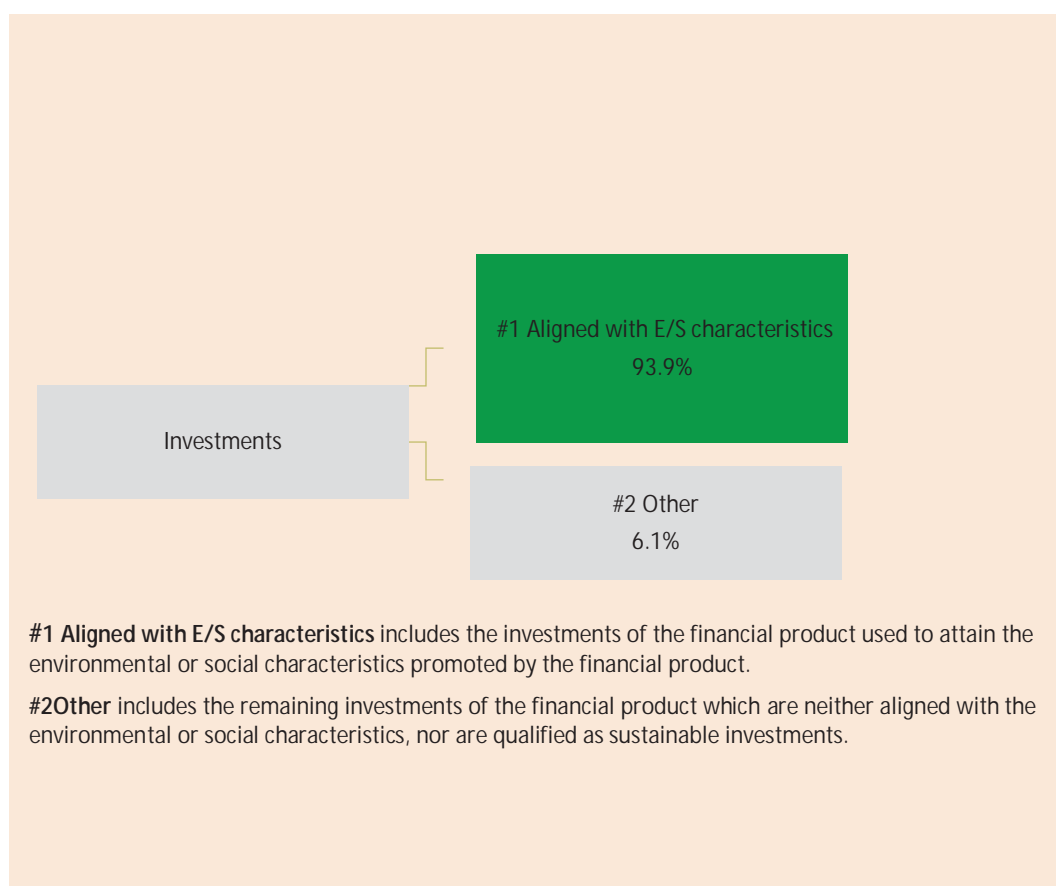 #1 Aligned with E/S characteristics
93.9%
Investments
#2 Other
6.1%
#1 Aligned with E/S characteristics includes the investments of the financial product used to attain the
environmental or social characteristics promoted by the financial product.
#2Other includes the remaining investments of the financial product which are neither aligned with the
environmental or social characteristics, nor are qualified as sustainable investments.